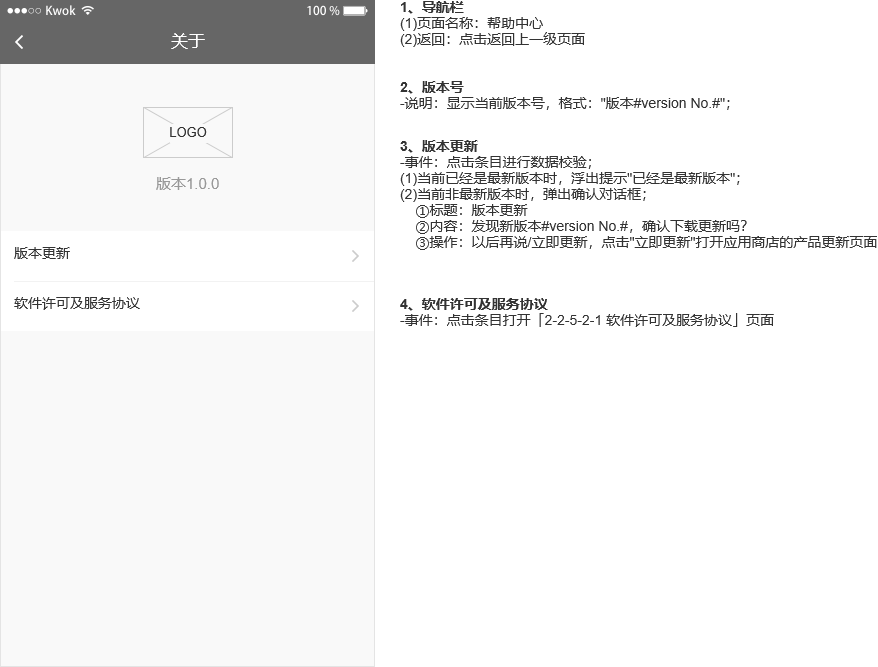 Kwok
100 %
关于
LOGO
版本1.0.0
版本更新
软件许可及服务协议
1、导航栏
(1)页面名称：帮助中心
(2)返回：点击返回上一级页面
2、版本号
-说明：显示当前版本号，格式："版本#version No.#"；
3、版本更新
-事件：点击条目进行数据校验；
(1)当前已经是最新版本时，浮出提示"已经是最新版本"；
(2)当前非最新版本时，弹出确认对话框；
①标题：版本更新
②内容：发现新版本#version No.#，确认下载更新吗？
③操作：以后再说/立即更新，点击"立即更新"打开应用商店的产品更新页面
4、软件许可及服务协议
-事件：点击条目打开「2-2-5-2-1 软件许可及服务协议」页面